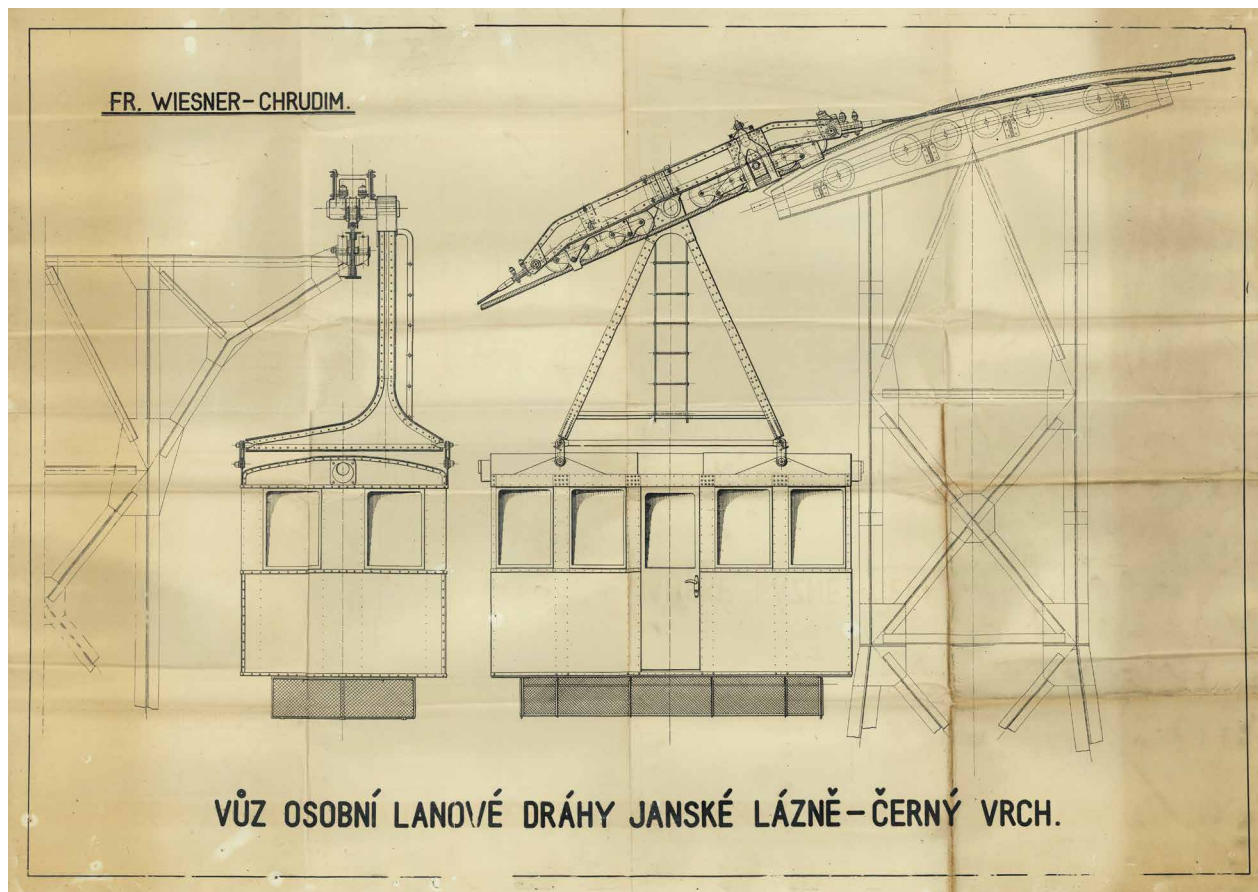 FR. WIESNER-CHRUDIM.
VŮZ OSOBNÍ LANOVÉ DRÁHY JANSKÉ LÁZNĚ-ČERNÝ VRCH.